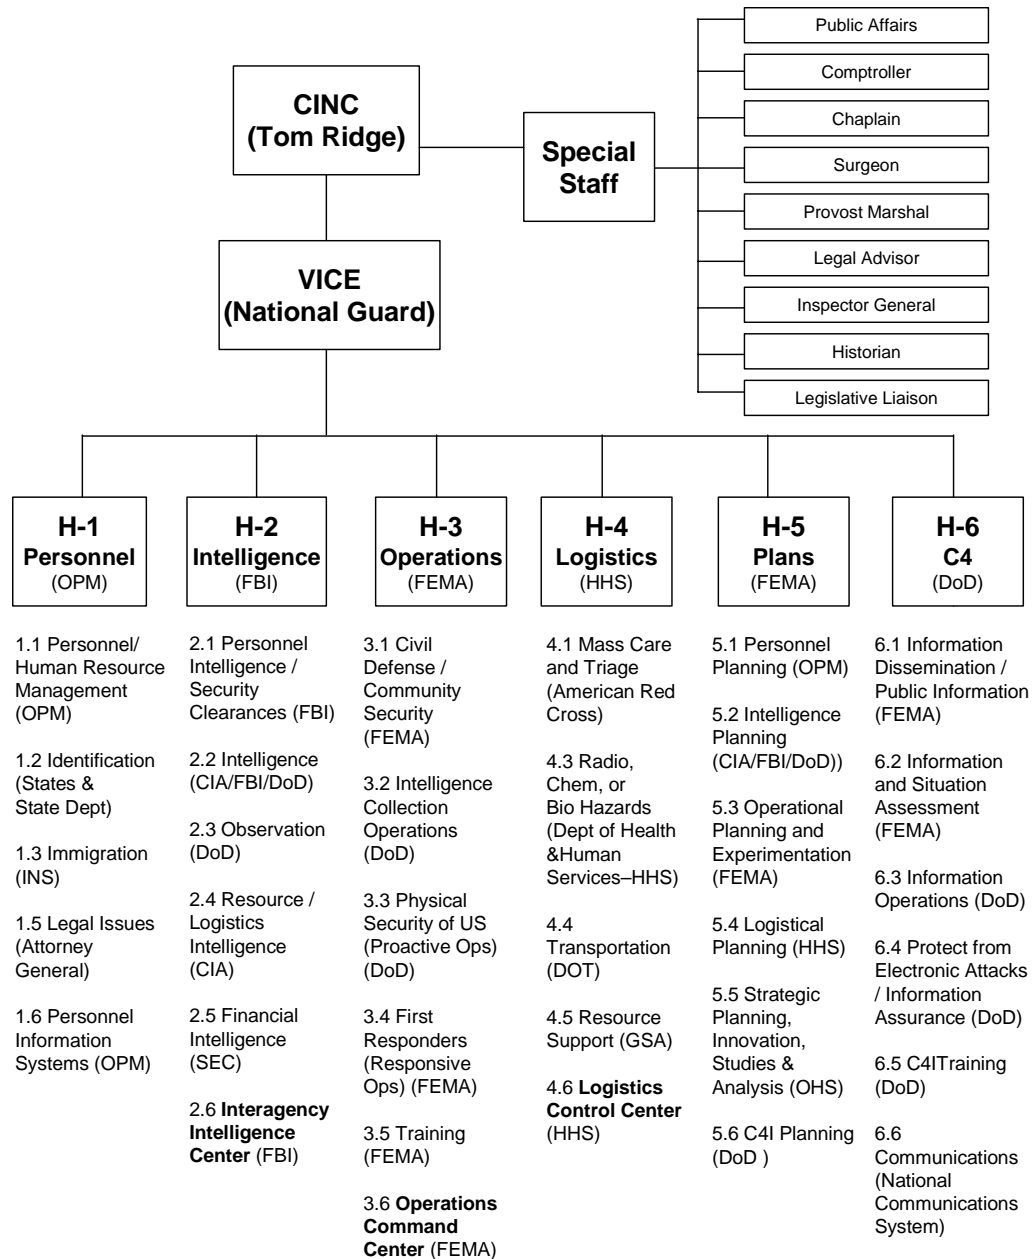 CINC
(Tom Ridge)
Special
Staff
Public Affairs
Comptroller
Chaplain
Surgeon
Provost Marshal
Legal Advisor
Inspector General
Historian
Legislative Liaison
VICE
(National Guard)
H-1
Personnel
(OPM)
1.1 Personnel/
Human Resource
Management
(OPM)
1.2 Identification
(States &
State Dept)
1.3 Immigration
(INS)
1.5 Legal Issues
(Attorney
General)
1.6 Personnel
Information
Systems (OPM)
H-2
Intelligence
(FBI)
2.1 Personnel
Intelligence /
Security
Clearances (FBI)
2.2 Intelligence
(CIA/FBI/DoD)
2.3 Observation
(DoD)
2.4 Resource /
Logistics
Intelligence
(CIA)
2.5 Financial
Intelligence
(SEC)
2.6 Interagency
Intelligence
Center (FBI)
H-3
Operations
(FEMA)
3.1 Civil
Defense /
Community
Security
(FEMA)
3.2 Intelligence
Collection
Operations
(DoD)
3.3 Physical
Security of US
(Proactive Ops)
(DoD)
3.4 First
Responders
(Responsive
Ops) (FEMA)
3.5 Training
(FEMA)
3.6 Operations
Command
Center (FEMA)
H-4
Logistics
(HHS)
4.1 Mass Care
and Triage
(American Red
Cross)
4.3 Radio,
Chem, or
Bio Hazards
(Dept of Health
&Human
Services–HHS)
4.4
Transportation
(DOT)
4.5 Resource
Support (GSA)
4.6 Logistics
Control Center
(HHS)
H-5
Plans
(FEMA)
5.1 Personnel
Planning (OPM)
5.2 Intelligence
Planning
(CIA/FBI/DoD))
5.3 Operational
Planning and
Experimentation
(FEMA)
5.4 Logistical
Planning (HHS)
5.5 Strategic
Planning,
Innovation,
Studies &
Analysis (OHS)
5.6 C4I Planning
(DoD )
H-6
C4
(DoD)
6.1 Information
Dissemination /
Public Information
(FEMA)
6.2 Information
and Situation
Assessment
(FEMA)
6.3 Information
Operations (DoD)
6.4 Protect from
Electronic Attacks
/ Information
Assurance (DoD)
6.5 C4ITraining
(DoD)
6.6
Communications
(National
Communications
System)